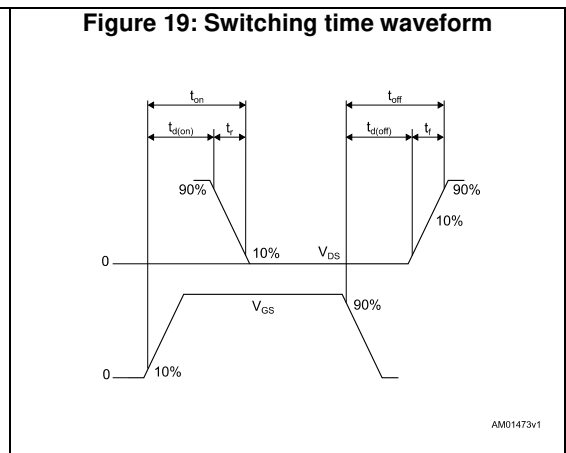 Figure 19: Switching time waveform
ton toff
td(on) tr td(off) tf
90% 90%
10%
0 10% VDS
VGS 90%
0 10%
AM01473v1